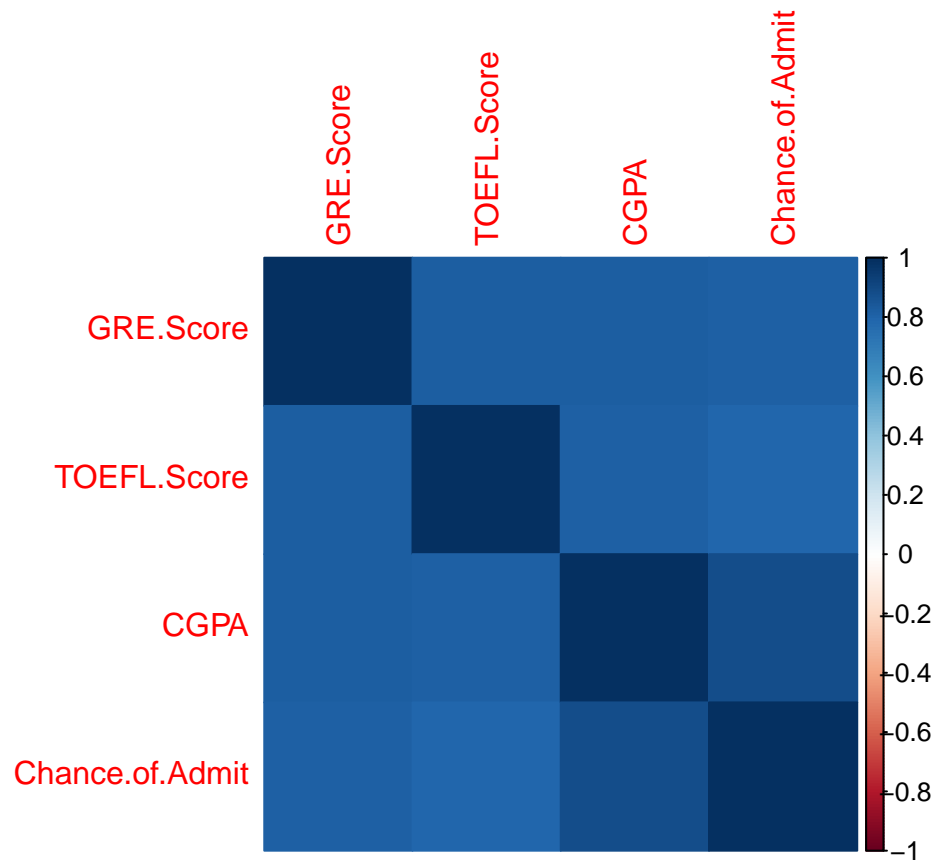 GRE.Score
TOEFL.Score
CGPA
Chance.of.Admit
GRE.Score
TOEFL.Score
CGPA
Chance.of.Admit
1
0.8
0.6
0.4
0.2
0
−0.2
−0.4
−0.6
−0.8
−1